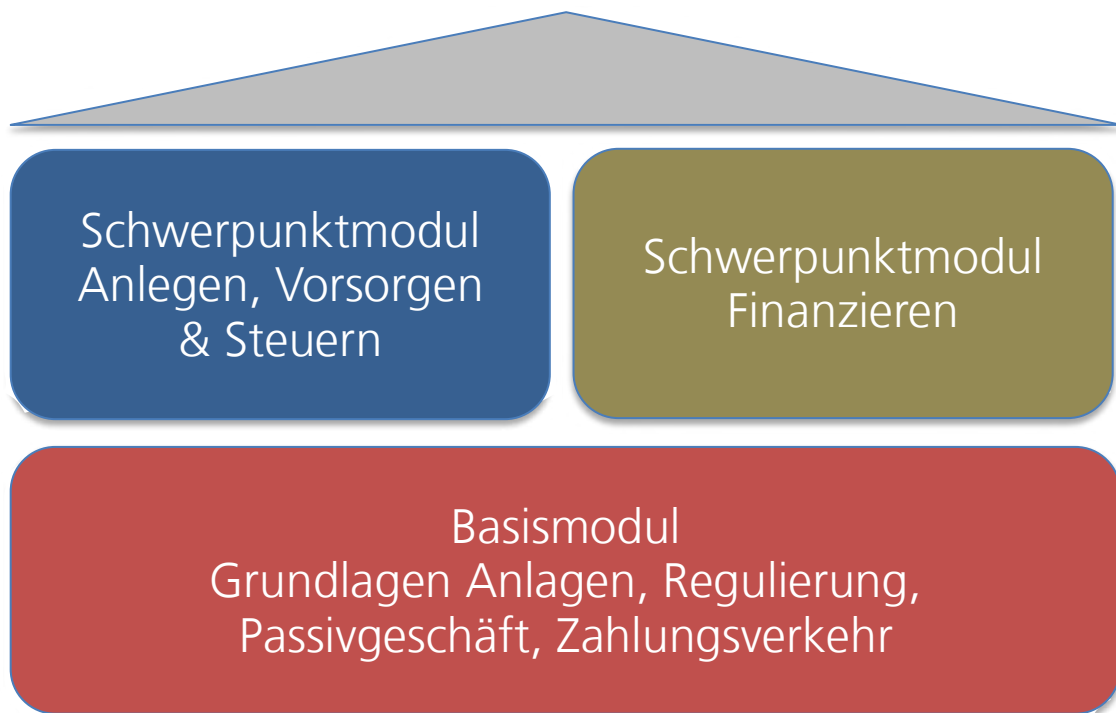 Schwerpunktmodul
Anlegen, Vorsorgen
& Steuern
Schwerpunktmodul
Finanzieren
Basismodul
Grundlagen Anlagen, Regulierung,
Passivgeschäft, Zahlungsverkehr